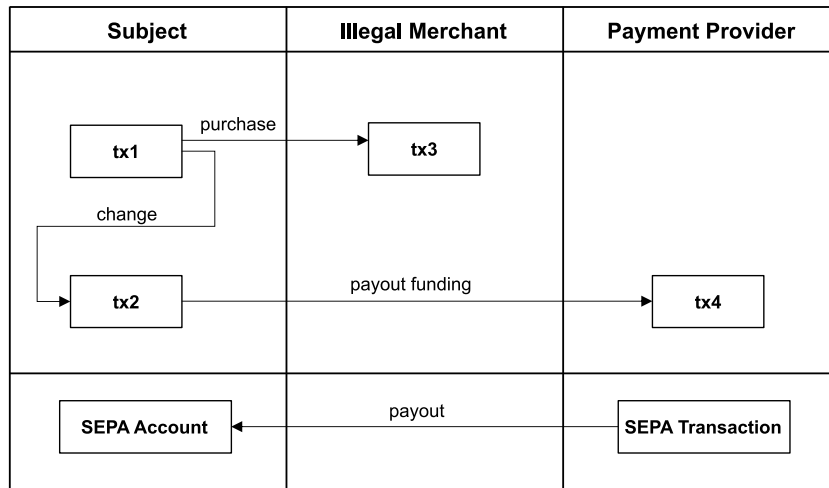 Subject
Illegal Merchant
Payment Provider
purchase
tx1
tx3
change
tx2
payout funding
tx4
SEPA Account
payout
SEPA Transaction